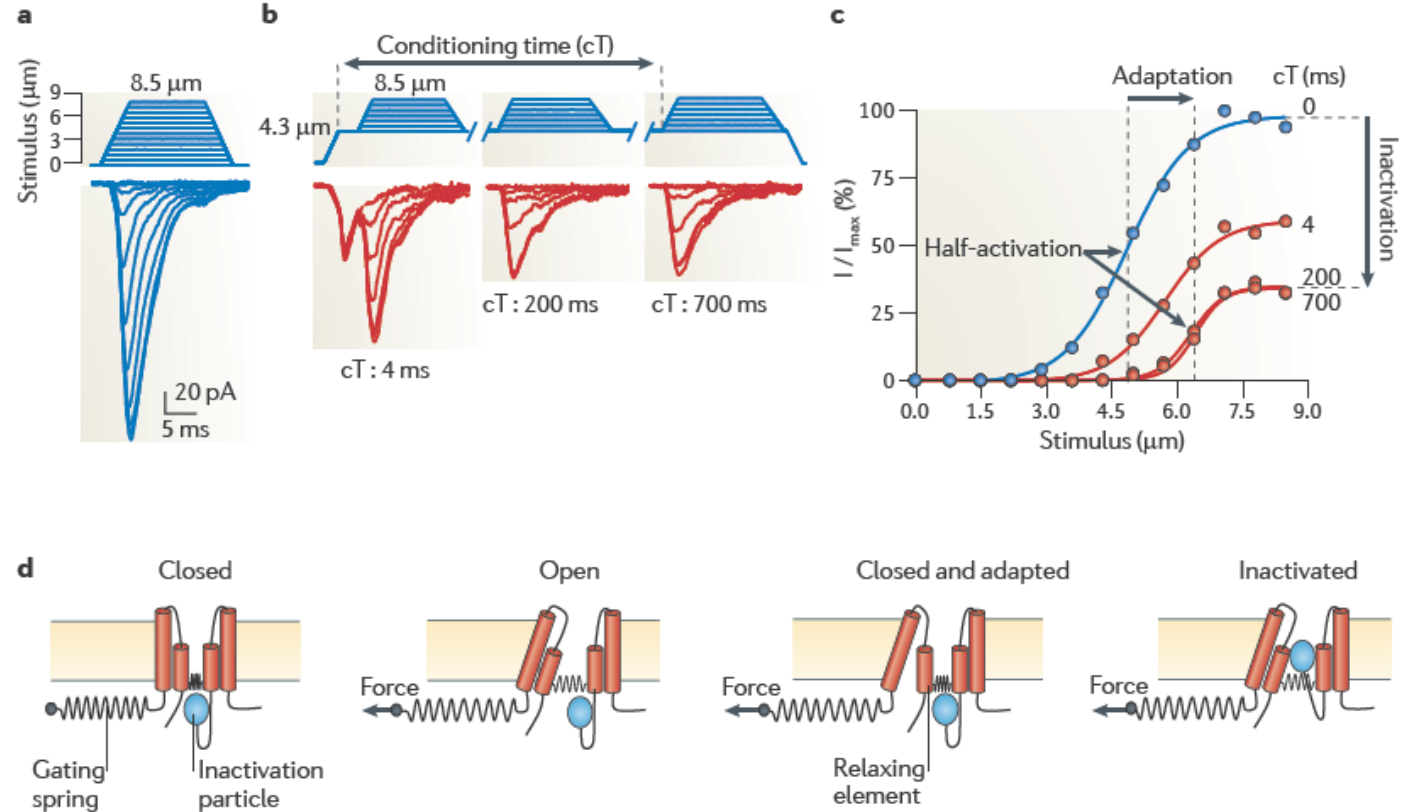 a
Stimulus (μm)
9
6
3
0
8.5 μm
20 pA
5 ms
b
Conditioning time (cT)
8.5 μm
4.3 μm
cT : 4 ms
cT : 200 ms
cT : 700 ms
c
Adaptation
cT (ms)
0
4
200
700
Inactivation
Half-activation
I / Imax (%)
100
75
50
25
0
0.0 1.5 3.0 4.5 6.0 7.5 9.0
Stimulus (μm)
d
Closed
Gating
spring
Inactivation
particle
Open
Force
Closed and adapted
Force
Relaxing
element
Inactivated
Force